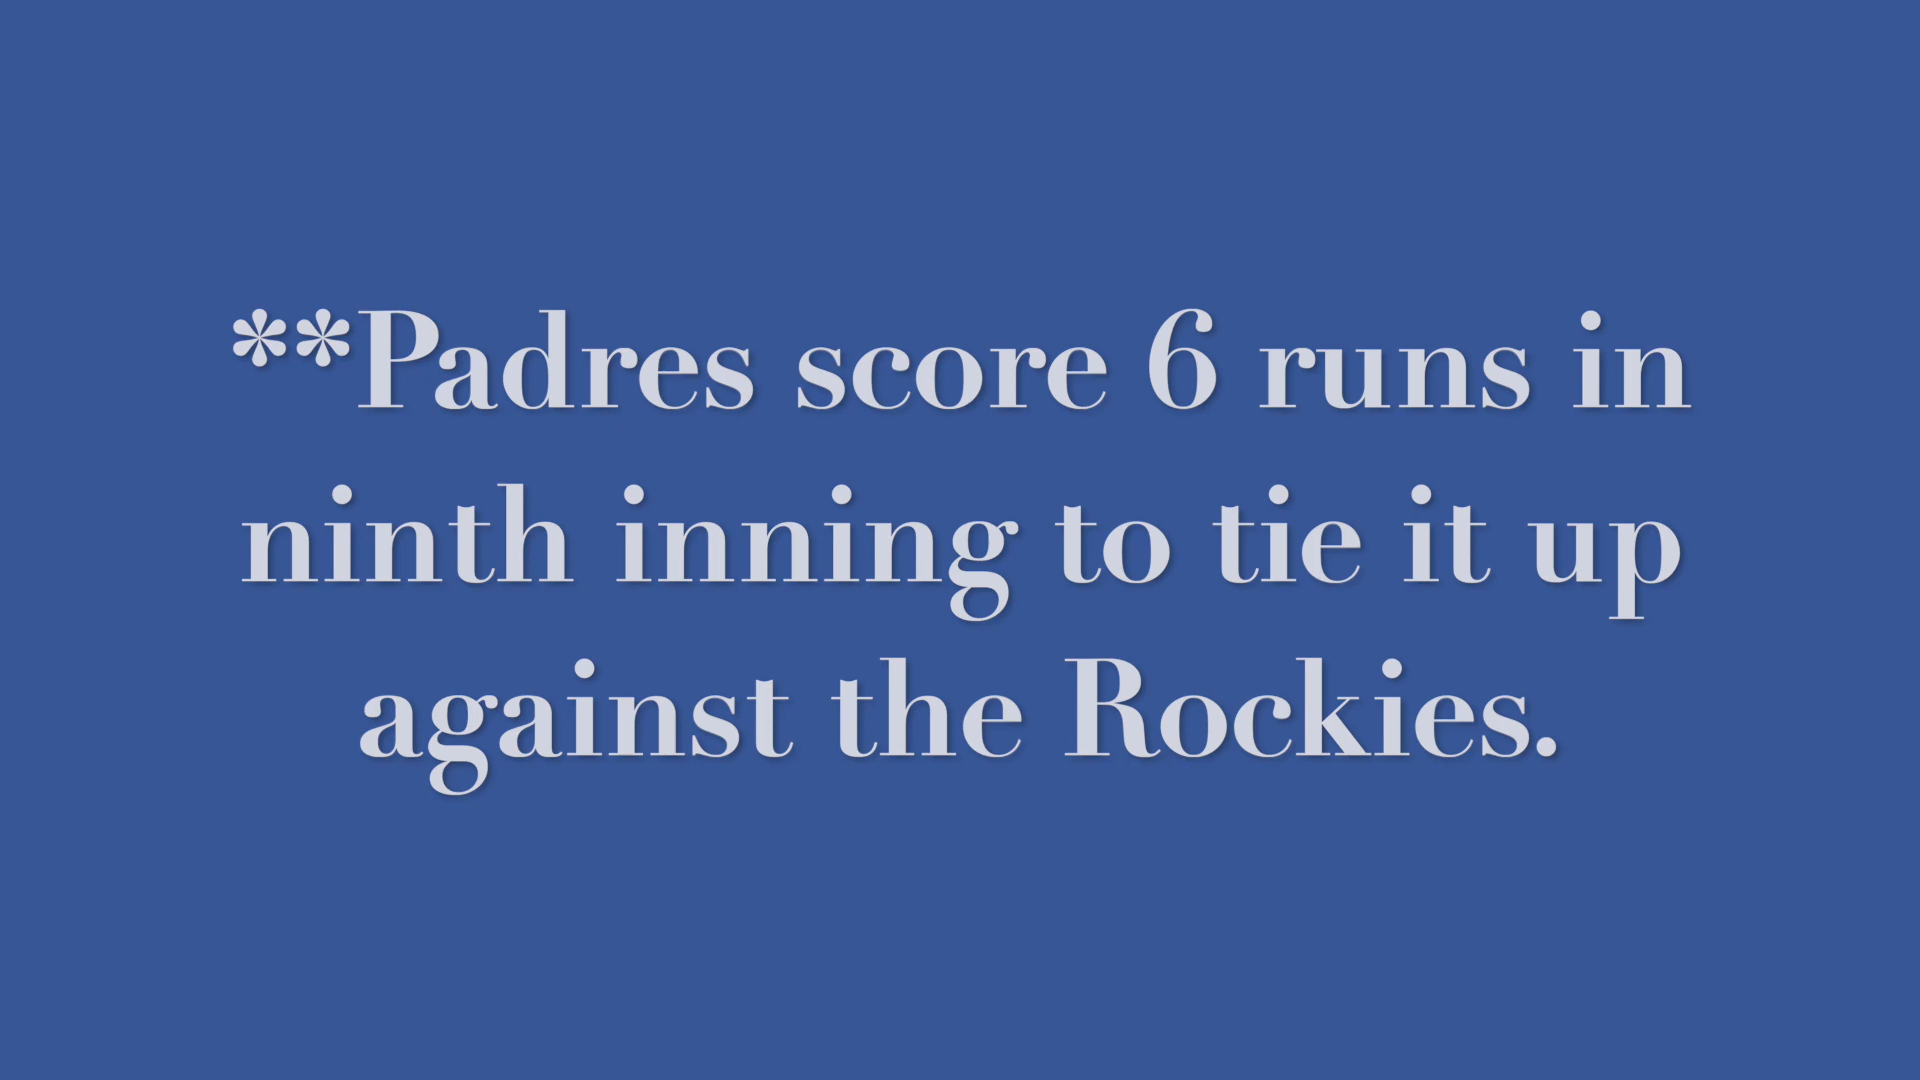 **Padres score 6 runs in
ninth inning to tie it up
against the Rockies.